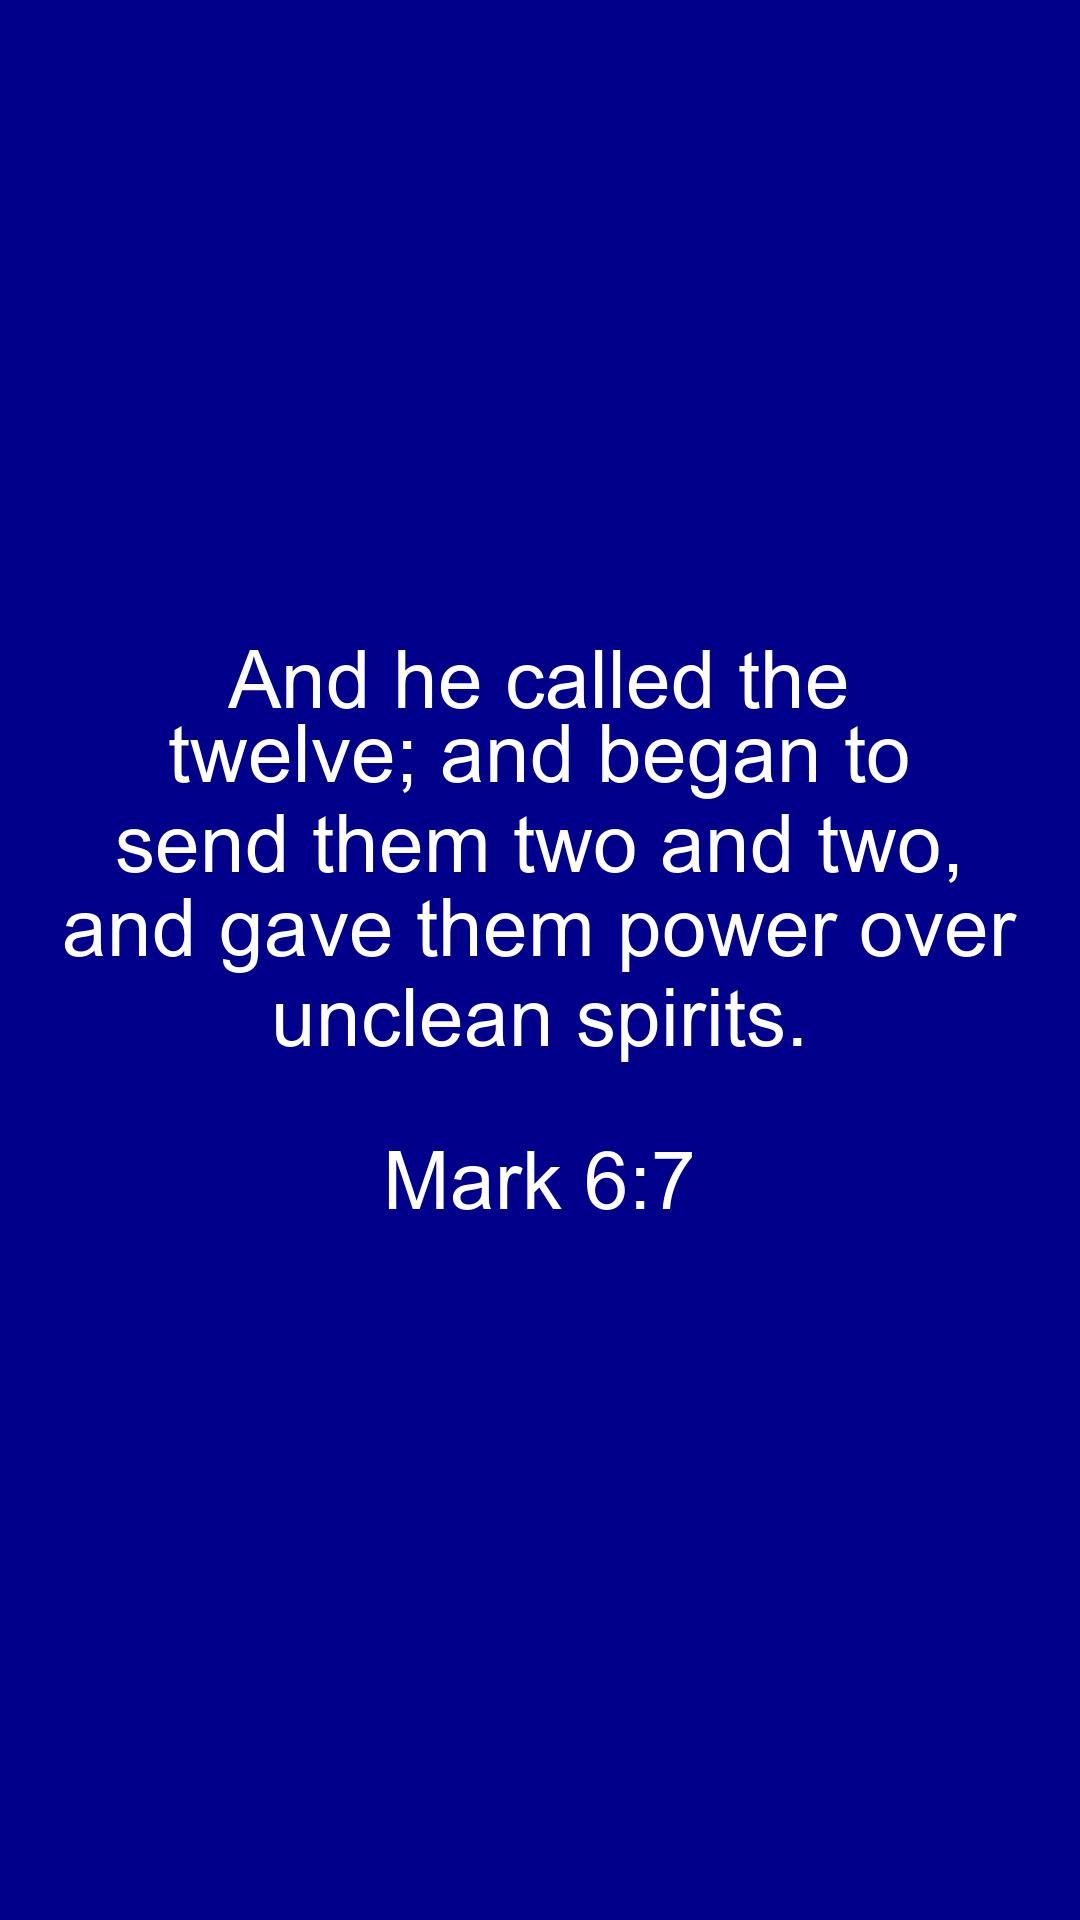 And he called the
twelve; and began to
send them two and two,
and gave them power over
unclean spirits.
Mark 6:7